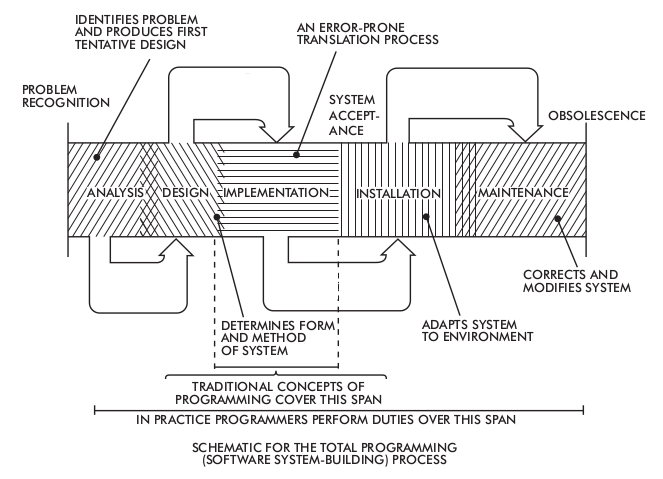 IDENTIFIES PROBLEM
AND PRODUCES FIRST
TENTATIVE DESIGN
AN ERROR-PRONE
TRANSLATION PROCESS
PROBLEM
RECOGNITION
SYSTEM
ACCEPT-
ANCE
OBSOLESCENCE
ANALYSIS
DESIGN
IMPLEMENTATION
INSTALLATION
MAINTENANCE
CORRECTS AND
MODIFIES SYSTEM
DETERMINES FORM
AND METHOD
OF SYSTEM
ADAPTS SYSTEM
TO ENVIRONMENT
TRADITIONAL CONCEPTS OF
PROGRAMMING COVER THIS SPAN
IN PRACTICE PROGRAMMERS PERFORM DUTIES OVER THIS SPAN
SCHEMATIC FOR THE TOTAL PROGRAMMING
(SOFTWARE SYSTEM-BUILDING) PROCESS